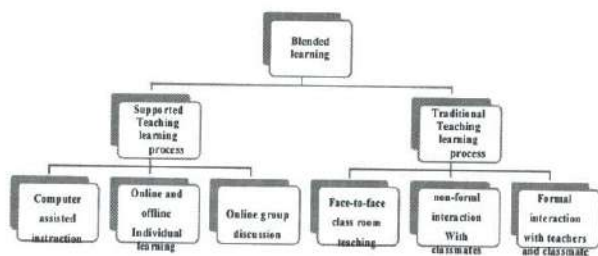 Blended
learning
Supported
Teaching
learning
process
Traditional
Teaching
learning
process
Computer
assisted
instruction
Online and
offline
Individual
learning
Online group
discussion
Face-to-face
class room
teaching
non-formal
interaction
With
classmates
Formal
interaction
with teachers
and classmate